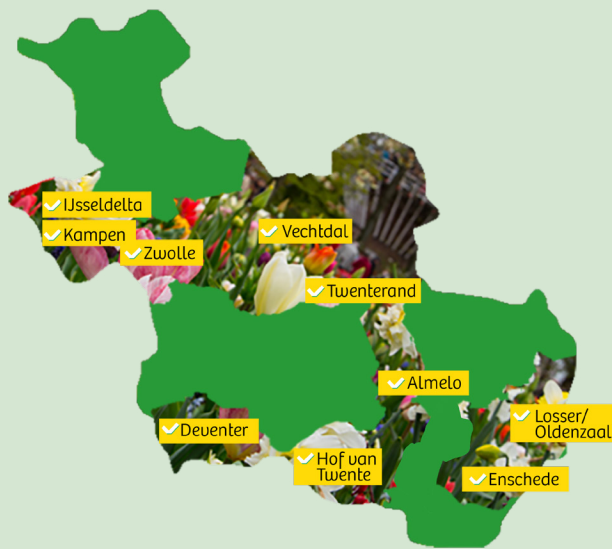 IJsseldelta
Kampen
Zwolle
Vechtdal
Twenterand
Almelo
Losser/
Oldenzaal
Deventer
Hof van
Twente
Enschede